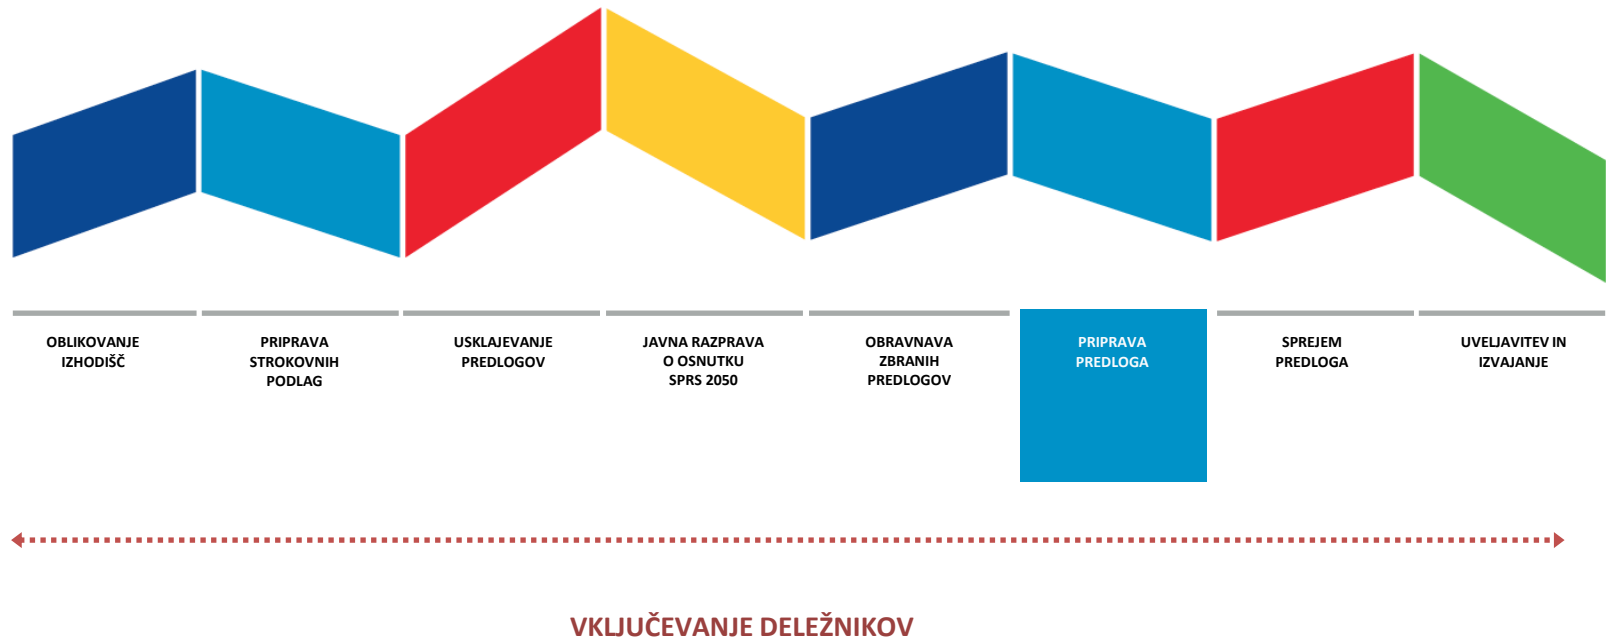 OBLIKOVANJE
IZHODIŠČ
PRIPRAVA
STROKOVNIH
PODLAG
USKLAJEVANJE
PREDLOGOV
JAVNA RAZPRAVA
O OSNUTKU
SPRS 2050
OBRAVNAVA
ZBRANIH
PREDLOGOV
PRIPRAVA
PREDLOGA
SPREJEM
PREDLOGA
UVELJAVITEV IN
IZVAJANJE
VKLJUČEVANJE DELEŽNIKOV